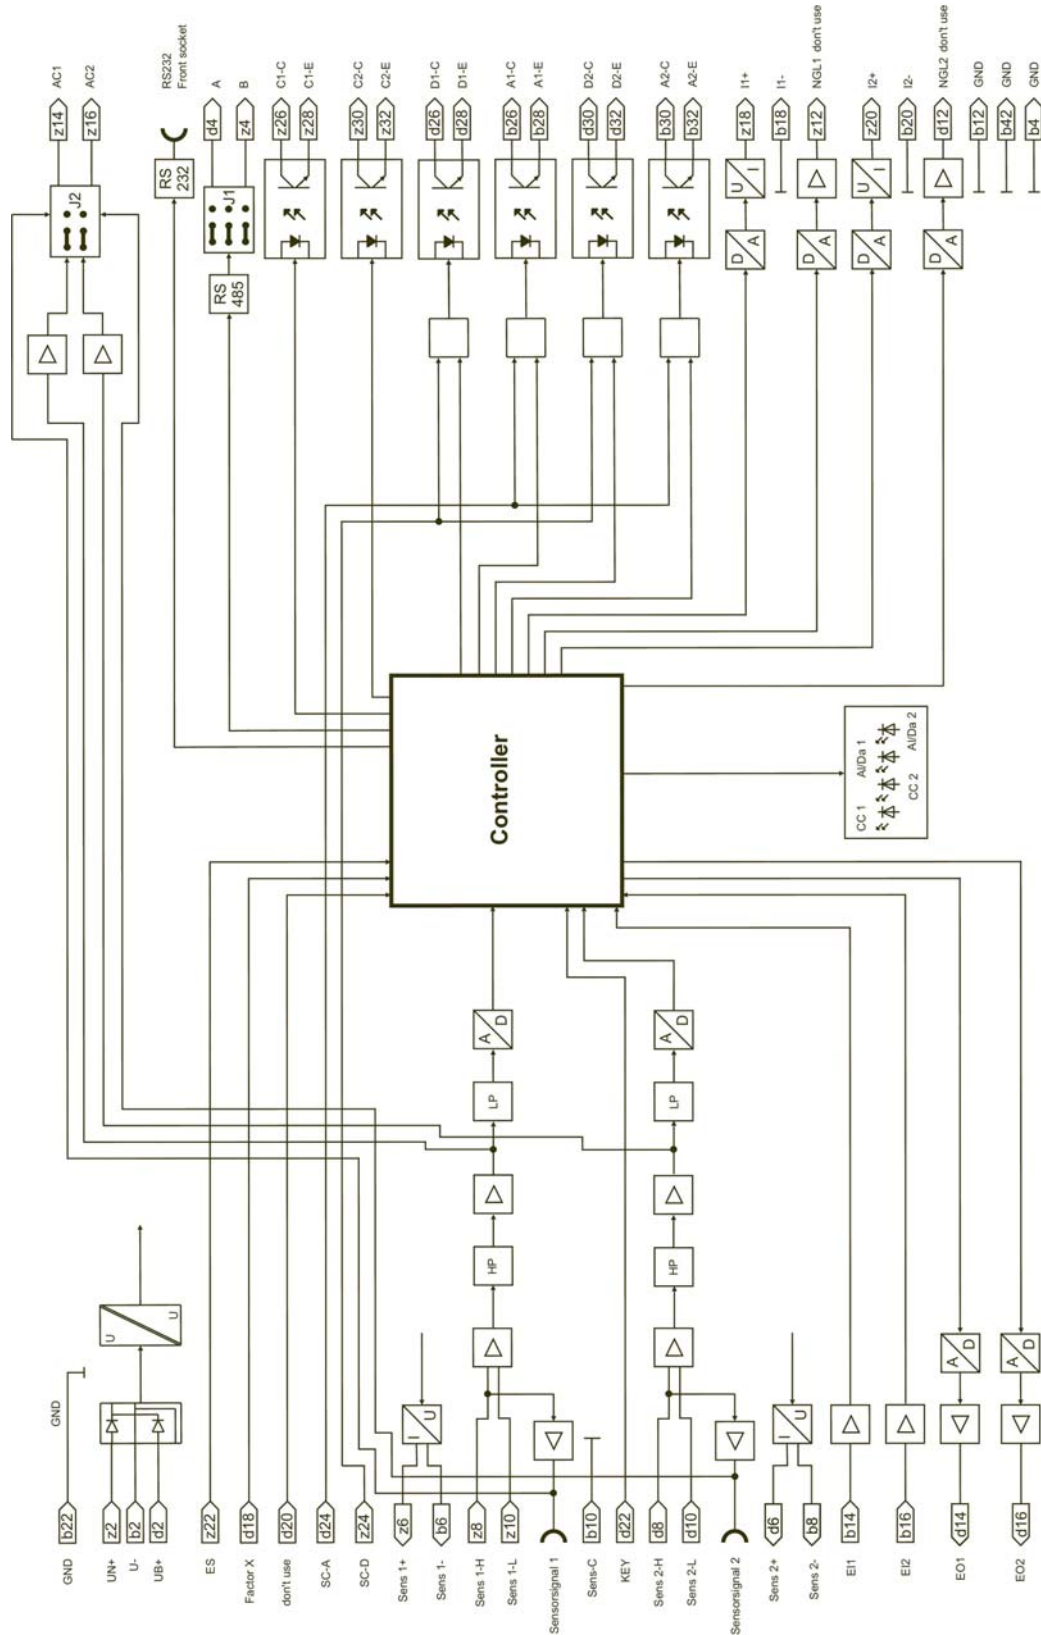 GND
b22
GND
UN+
z2
U-
b2
UB+
d2
U
U
ES
z22
Factor X
d18
don't use
d20
SC-A
d24
SC-D
z24
Sens 1+
z6
Sens 1-
b6
I
U
Sens 1-H
z8
Sens 1-L
z10
Sensorsignal 1
HP
LP
A
D
Sens-C
b10
KEY
d22
Sens 2-H
d8
Sens 2-L
d10
Sensorsignal 2
HP
LP
A
D
Sens 2+
d6
Sens 2-
b8
I
U
EI1
b14
EI2
b16
EO1
d14
A
D
EO2
d16
A
D
Controller
CC 1
Al/Da 1
CC 2
Al/Da 2
J2
z14
AC1
z16
AC2
RS
232
RS232
Front socket
RS
485
J1
d4
A
z4
B
z26
C1-C
z28
C1-E
z30
C2-C
z32
C2-E
d26
D1-C
d28
D1-E
b26
A1-C
b28
A1-E
d30
D2-C
d32
D2-E
b30
A2-C
b32
A2-E
D
A
U
I
z18
I1+
b18
I1-
D
A
z12
NGL1 don't use
D
A
U
I
z20
I2+
b20
I2-
D
A
d12
NGL2 don't use
b12
GND
b42
GND
b4
GND